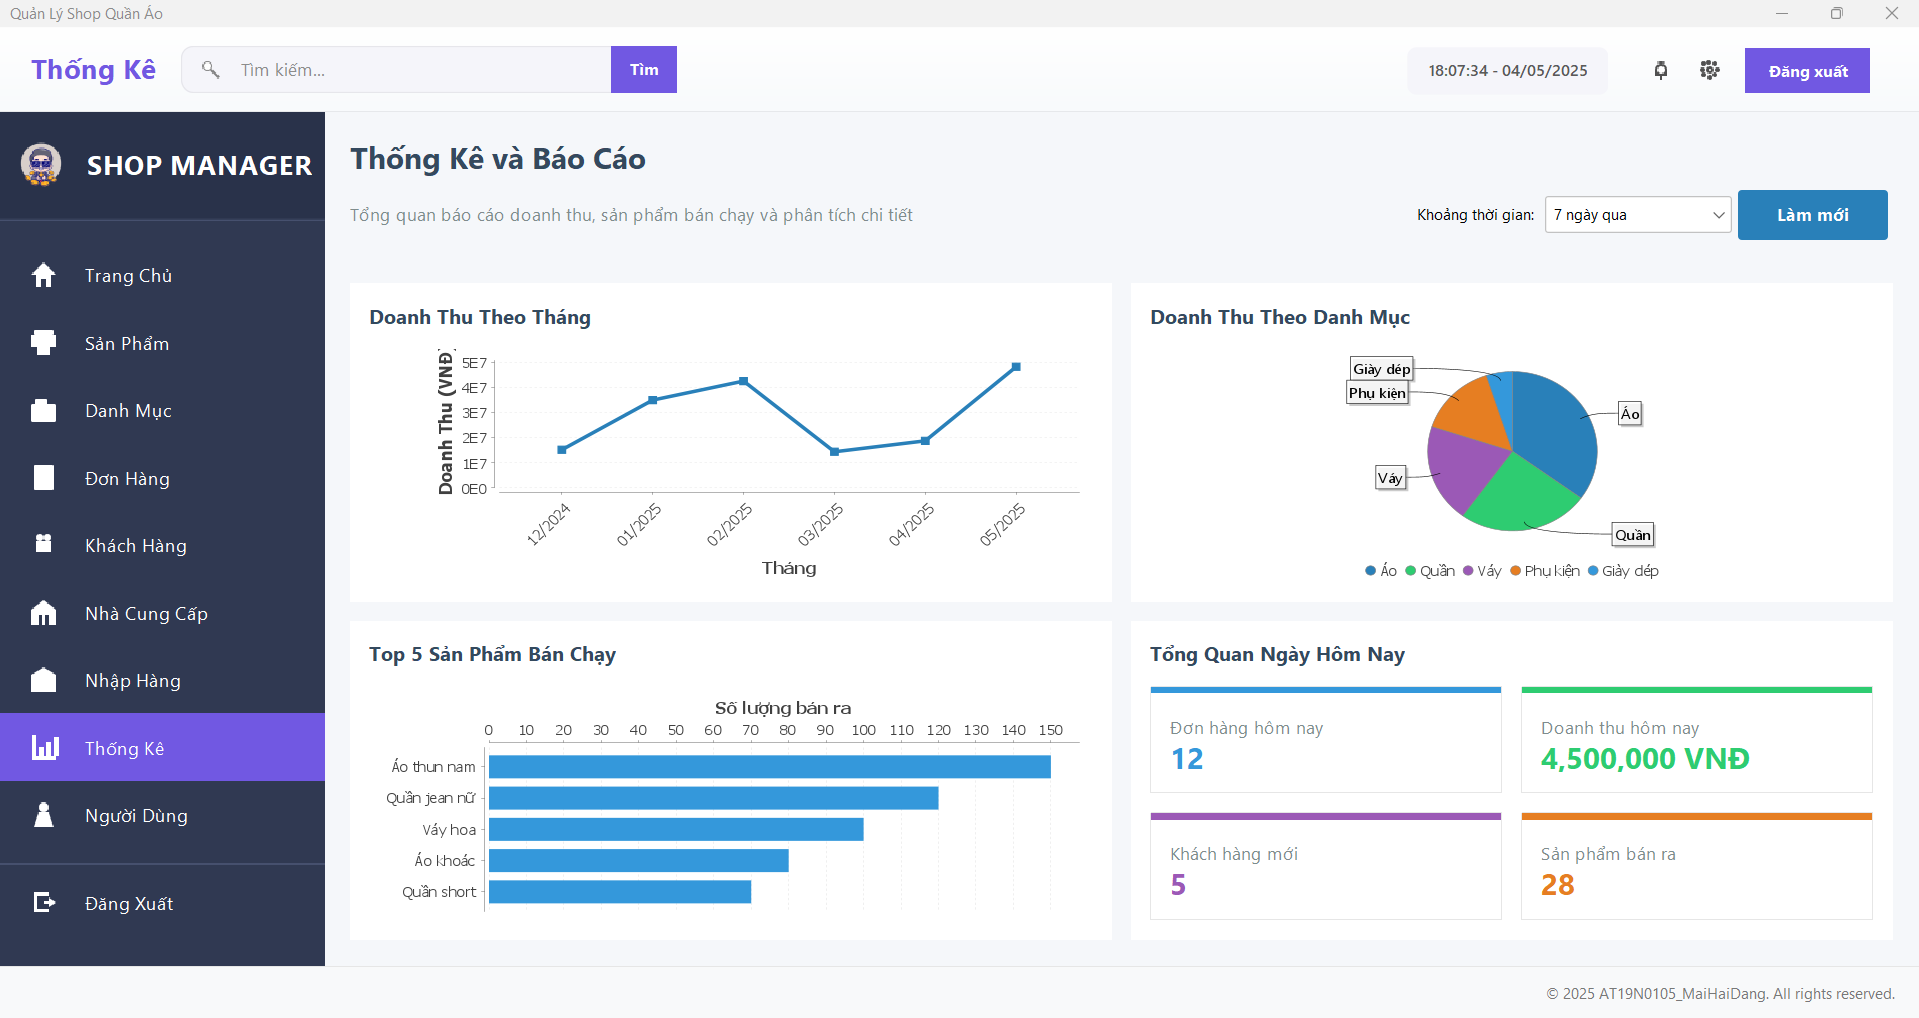 Quản Lý Shop Quần Áo
Thống Kê
Tìm kiếm...
Tìm
18:07:34 - 04/05/2025
Đăng xuất
SHOP MANAGER
Trang Chủ
Sản Phẩm
Danh Mục
Đơn Hàng
Khách Hàng
Nhà Cung Cấp
Nhập Hàng
Thống Kê
Người Dùng
Đăng Xuất
Thống Kê và Báo Cáo
Tổng quan báo cáo doanh thu, sản phẩm bán chạy và phân tích chi tiết
Khoảng thời gian:
7 ngày qua
Làm mới
Doanh Thu Theo Tháng
Doanh Thu (VNĐ)
5E7
4E7
3E7
2E7
1E7
0E0
12/2024
01/2025
02/2025
03/2025
04/2025
05/2025
Tháng
Doanh Thu Theo Danh Mục
Giày dép
Phụ kiện
Áo
Váy
Quần
Áo Quần Váy Phụ kiện Giày dép
Top 5 Sản Phẩm Bán Chạy
Số lượng bán ra
0 10 20 30 40 50 60 70 80 90 100 110 120 130 140 150
Áo thun nam
Quần jean nữ
Váy hoa
Áo khoác
Quần short
Tổng Quan Ngày Hôm Nay
Đơn hàng hôm nay
12
Doanh thu hôm nay
4,500,000 VNĐ
Khách hàng mới
5
Sản phẩm bán ra
28
© 2025 AT19N0105_MaiHaiDang. All rights reserved.